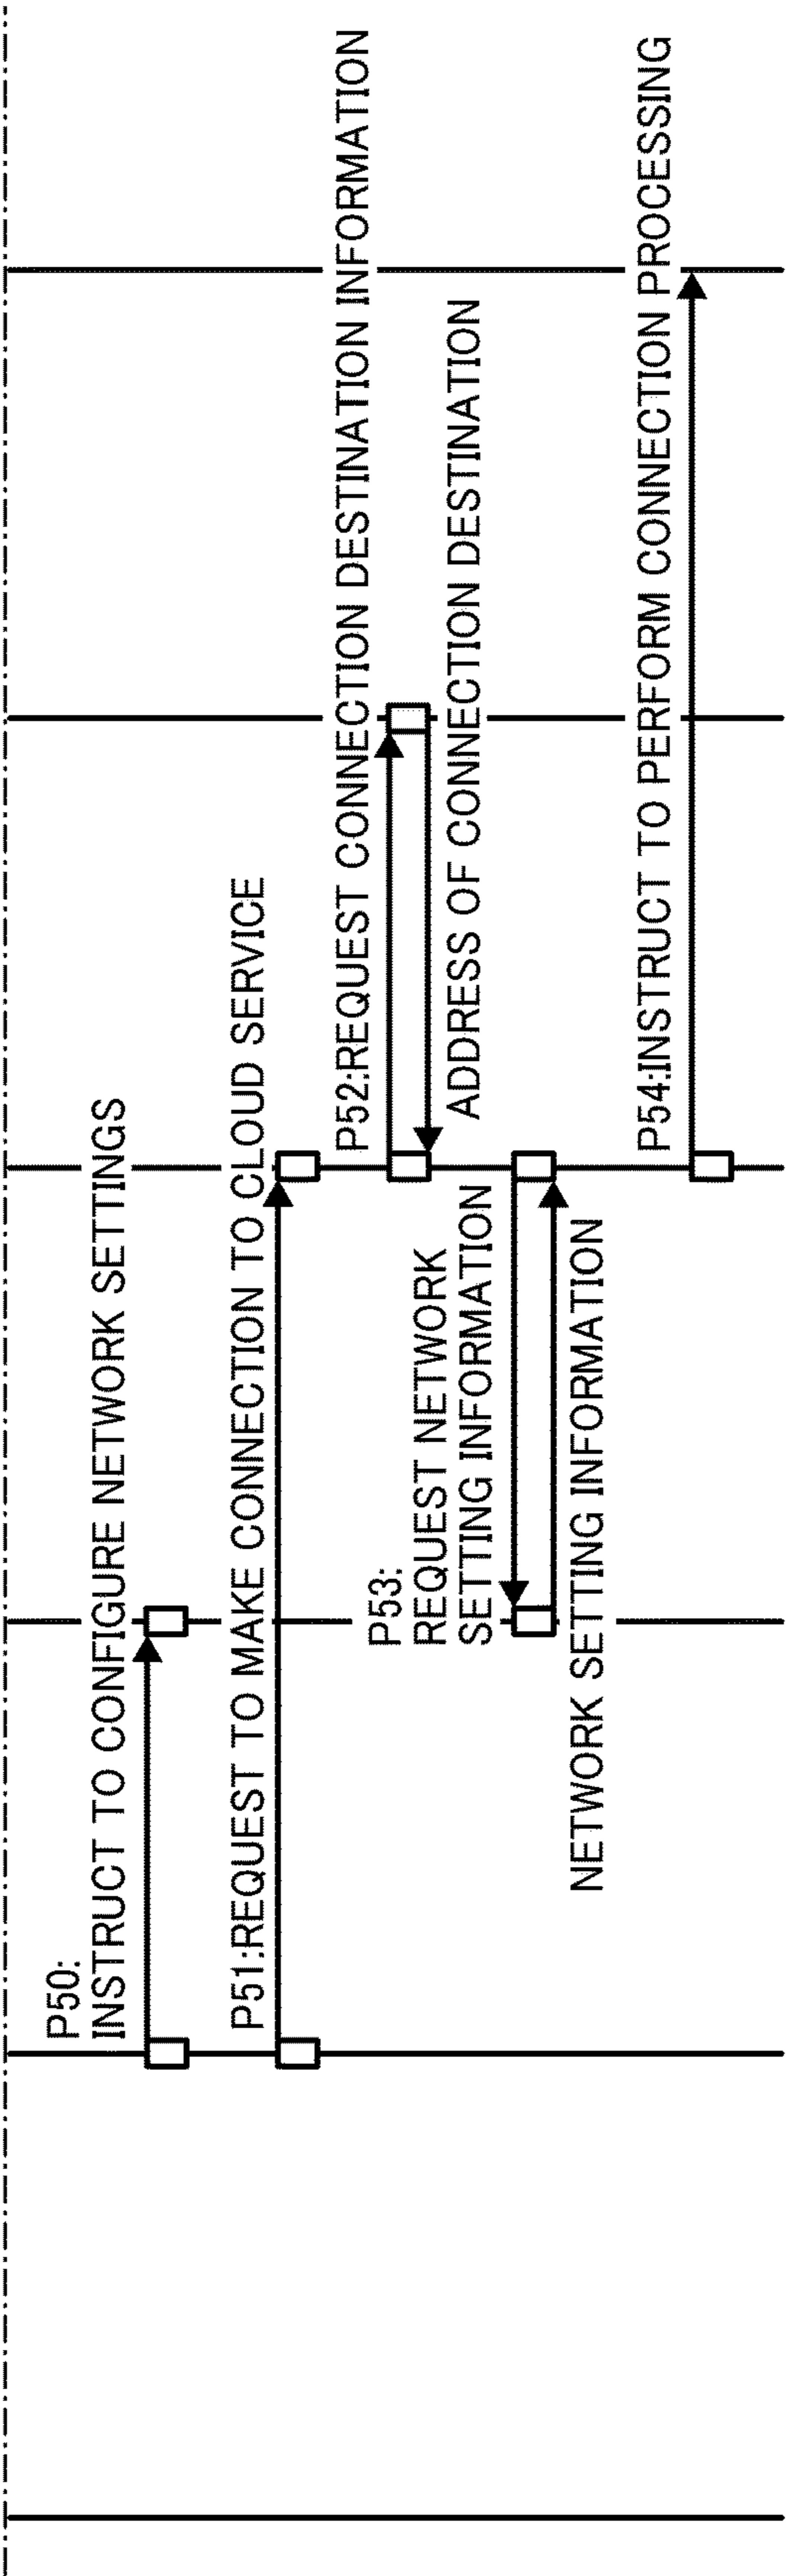 P50:
INSTRUCT TO CONFIGURE NETWORK SETTINGS
P51:REQUEST TO MAKE CONNECTION TO CLOUD SERVICE
P52:REQUEST CONNECTION DESTINATION INFORMATION
ADDRESS OF CONNECTION DESTINATION
P53:
REQUEST NETWORK
SETTING INFORMATION
NETWORK SETTING INFORMATION
P54:INSTRUCT TO PERFORM CONNECTION PROCESSING